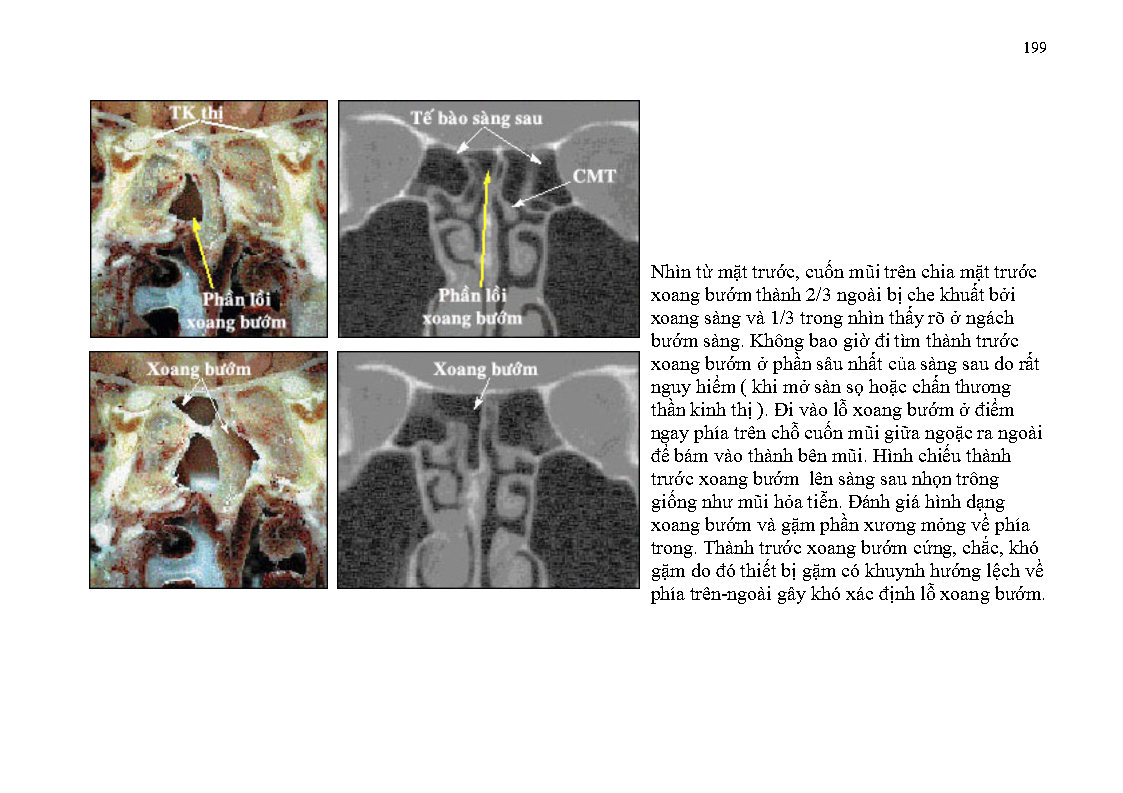 199
TK thị
Phần lồi
xoang bướm
Tế bào sàng sau
CMT
Phần lồi
xoang bướm
Xoang bướm
Xoang bướm
Nhìn từ mặt trước, cuốn mũi trên chia mặt trước
xoang bướm thành 2/3 ngoài bị che khuất bởi
xoang sàng và 1/3 trong nhìn thấy rõ ở ngách
bướm sàng. Không bao giờ đi tìm thành trước
xoang bướm ở phần sâu nhất của sàng sau do rất
nguy hiểm ( khi mở sàn sọ hoặc chấn thương
thần kinh thị ). Đi vào lỗ xoang bướm ở điểm
ngay phía trên chỗ cuốn mũi giữa ngoặc ra ngoài
để bám vào thành bên mũi. Hình chiếu thành
trước xoang bướm lên sàng sau nhọn trông
giống như mũi hỏa tiễn. Đánh giá hình dạng
xoang bướm và gặm phần xương mỏng về phía
trong. Thành trước xoang bướm cứng, chắc, khó
gặm do đó thiết bị gặm có khuynh hướng lệch về
phía trên-ngoài gây khó xác định lỗ xoang bướm.